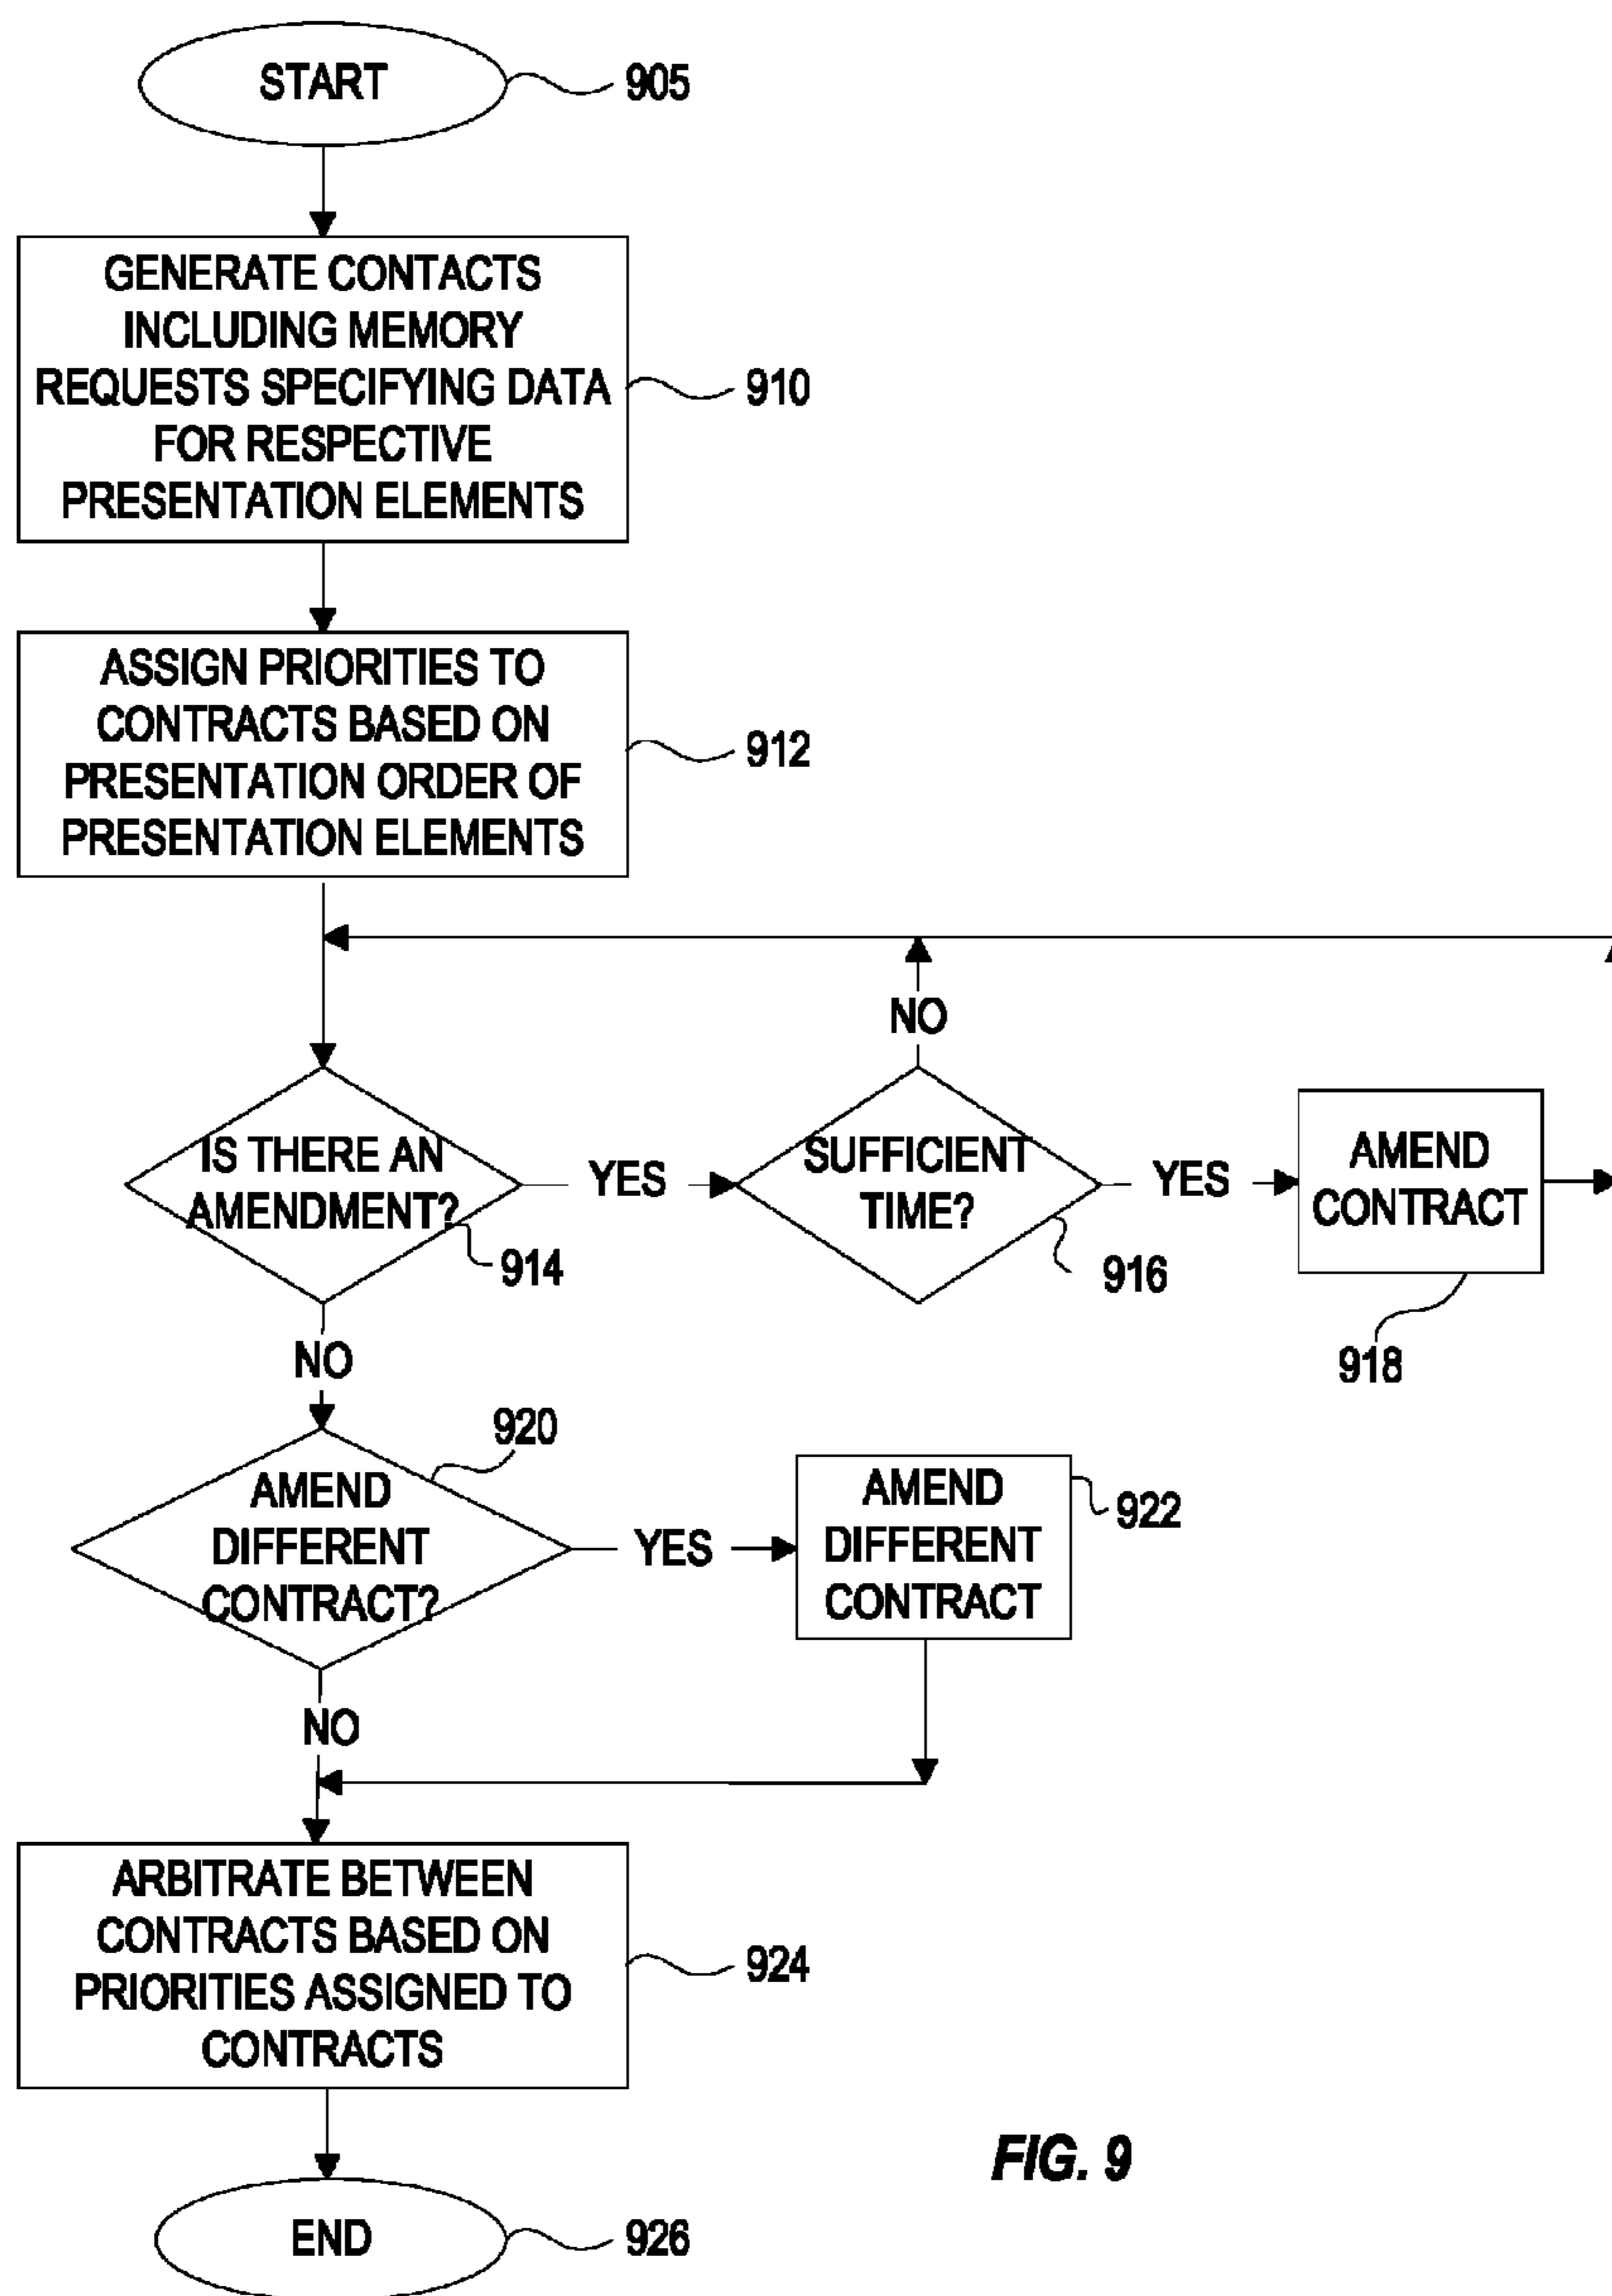 START
905
GENERATE CONTACTS
INCLUDING MEMORY
REQUESTS SPECIFYING DATA
FOR RESPECTIVE
PRESENTATION ELEMENTS
910
ASSIGN PRIORITIES TO
CONTRACTS BASED ON
PRESENTATION ORDER OF
PRESENTATION ELEMENTS
912
NO
IS THERE AN
AMENDMENT?
914
YES
SUFFICIENT
TIME?
916
YES
AMEND
CONTRACT
918
NO
920
AMEND
DIFFERENT
CONTRACT?
YES
AMEND
DIFFERENT
CONTRACT
922
NO
ARBITRATE BETWEEN
CONTRACTS BASED ON
PRIORITIES ASSIGNED TO
CONTRACTS
924
FIG. 9
END
926